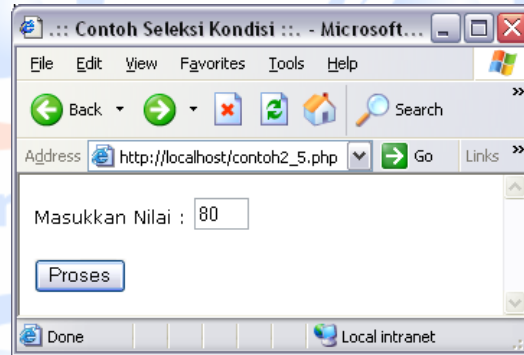 .:: Contoh Seleksi Kondisi ::. - Microsoft...
File Edit View Favorites Tools Help
Back Search »
Address http://localhost/contoh2_5.php Go Links »
Masukkan Nilai : 80
Proses
Done Local intranet